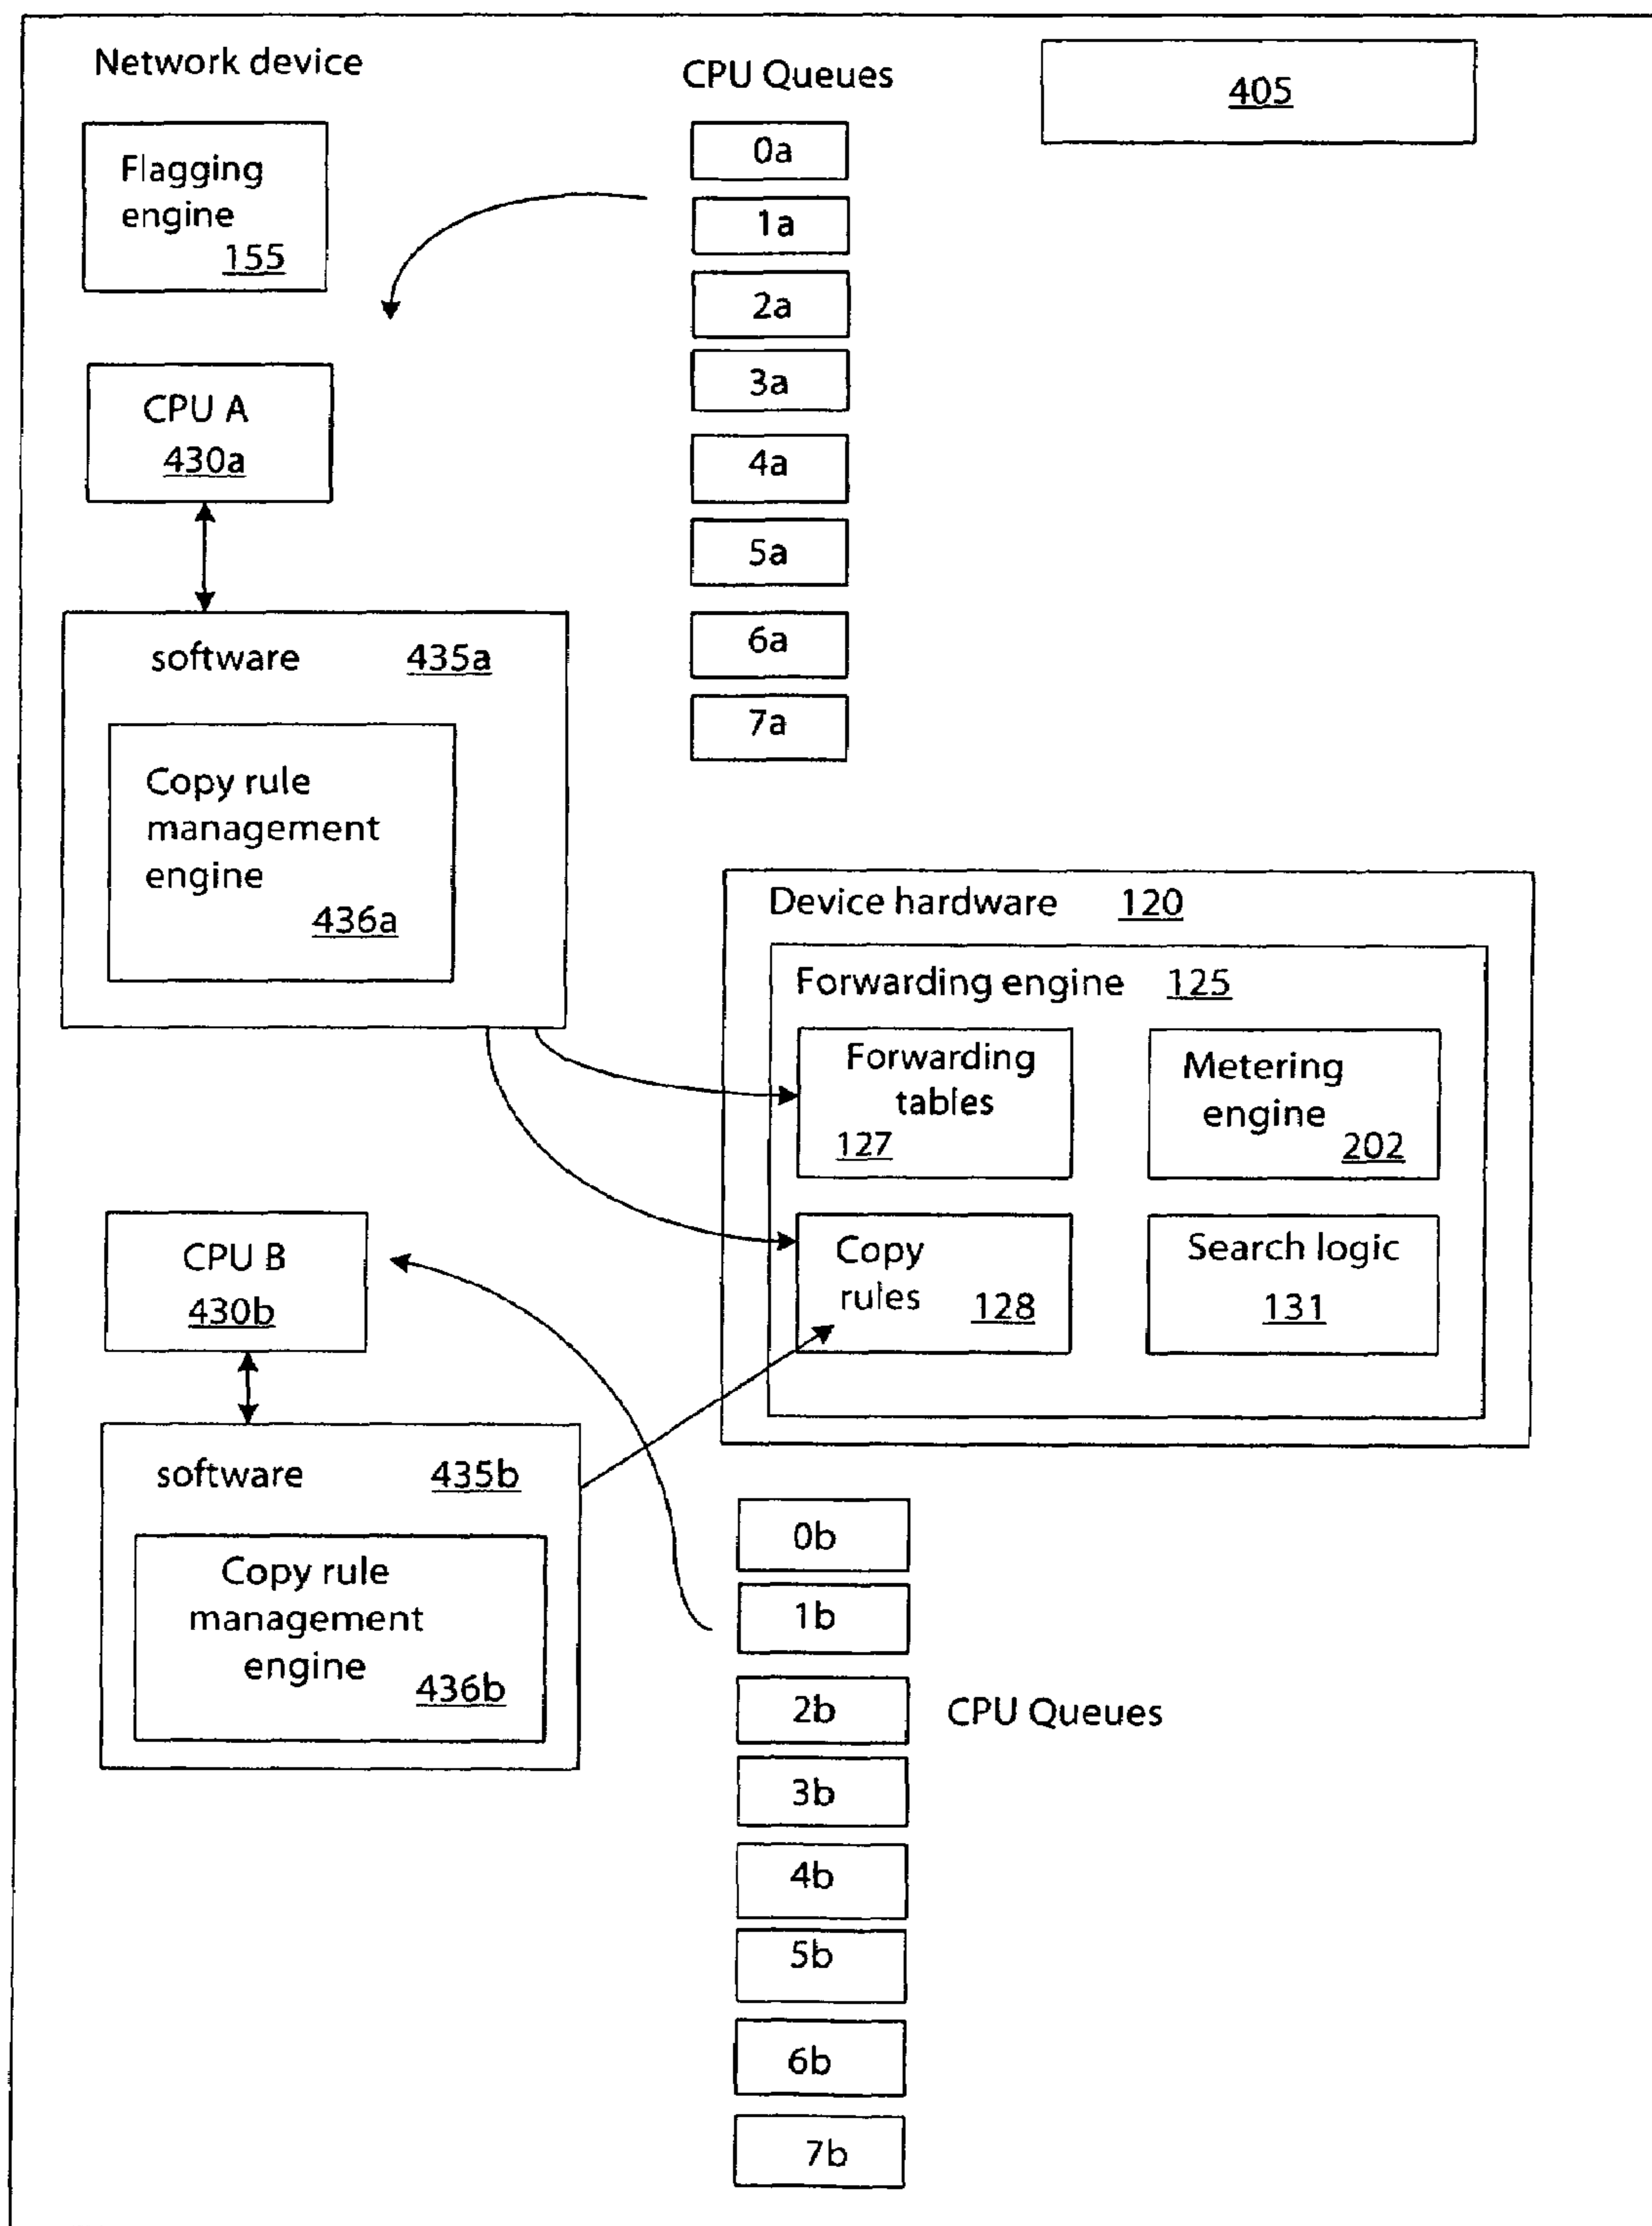 Network device
CPU Queues
405
Flagging
engine
155
0a
1a
2a
3a
4a
5a
6a
7a
CPU A
430a
software 435a
Copy rule
management
engine
436a
Device hardware 120
Forwarding engine 125
Forwarding
tables
127
Metering
engine
202
Copy
rules 128
Search logic
131
CPU B
430b
software 435b
Copy rule
management
engine
436b
0b
1b
2b
CPU Queues
3b
4b
5b
6b
7b